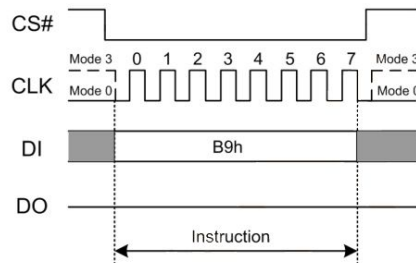 CS#
Mode 3 0 1 2 3 4 5 6 7 Mode 3
CLK
Mode 0 Mode 0
DI B9h
DO
Instruction